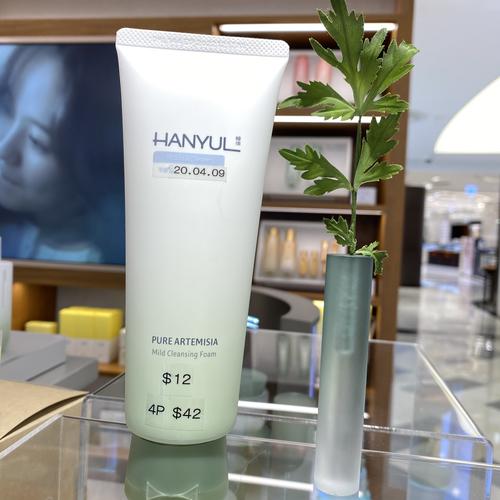 HANYUL
20.04.09
PURE ARTEMISIA
Mild Cleansing Foam
$12
4P $42